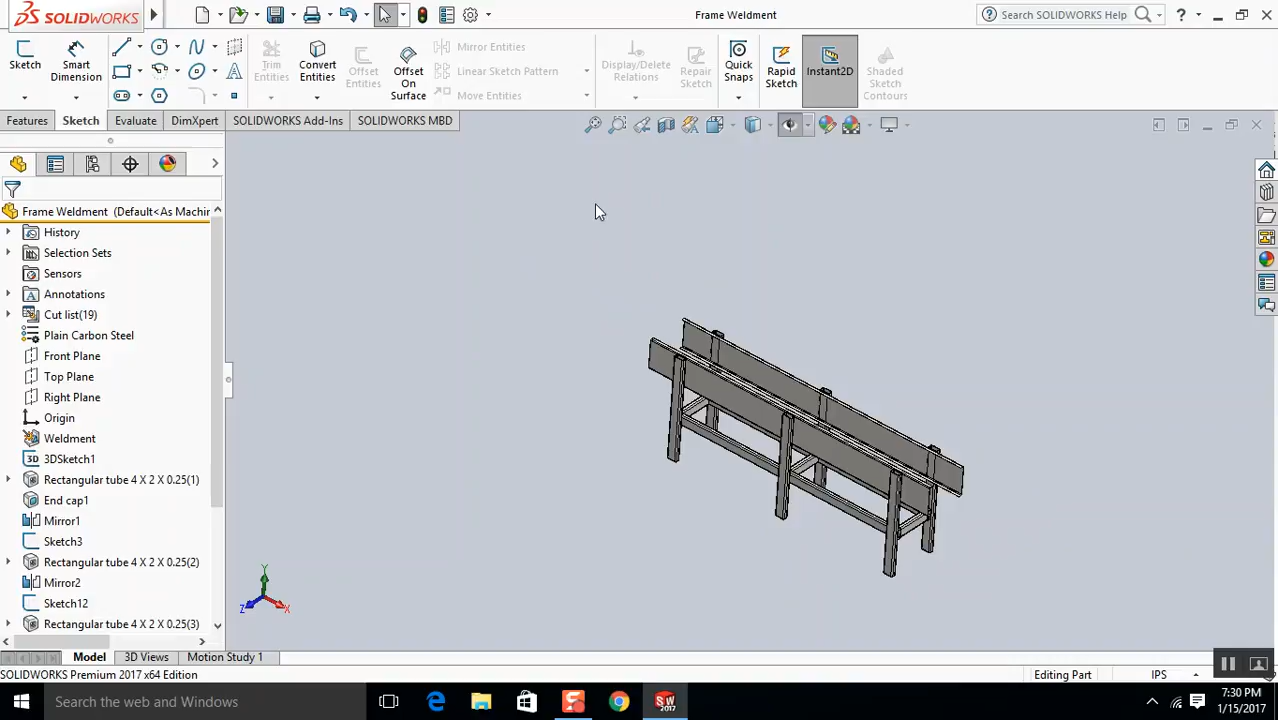 SOLIDWORKS
Frame Weldment
Search SOLIDWORKS Help
?
Sketch
Smart Dimension
Trim Entities
Convert Entities
Offset Entities
Offset On Surface
Mirror Entities
Linear Sketch Pattern
Move Entities
Display/Delete Relations
Repair Sketch
Quick Snaps
Rapid Sketch
Instant2D
Shaded Sketch Contours
Features
Sketch
Evaluate
DimXpert
SOLIDWORKS Add-Ins
SOLIDWORKS MBD
Frame Weldment (Default<As Machin
History
Selection Sets
Sensors
Annotations
Cut list(19)
Plain Carbon Steel
Front Plane
Top Plane
Right Plane
Origin
Weldment
3D 3DSketch1
Rectangular tube 4 X 2 X 0.25(1)
End cap1
Mirror1
Sketch3
Rectangular tube 4 X 2 X 0.25(2)
Mirror2
Sketch12
Rectangular tube 4 X 2 X 0.25(3)
Y
Z
X
Model
3D Views
Motion Study 1
SOLIDWORKS Premium 2017 x64 Edition
Editing Part
IPS
Search the web and Windows
SW
2017
7:30 PM
1/15/2017